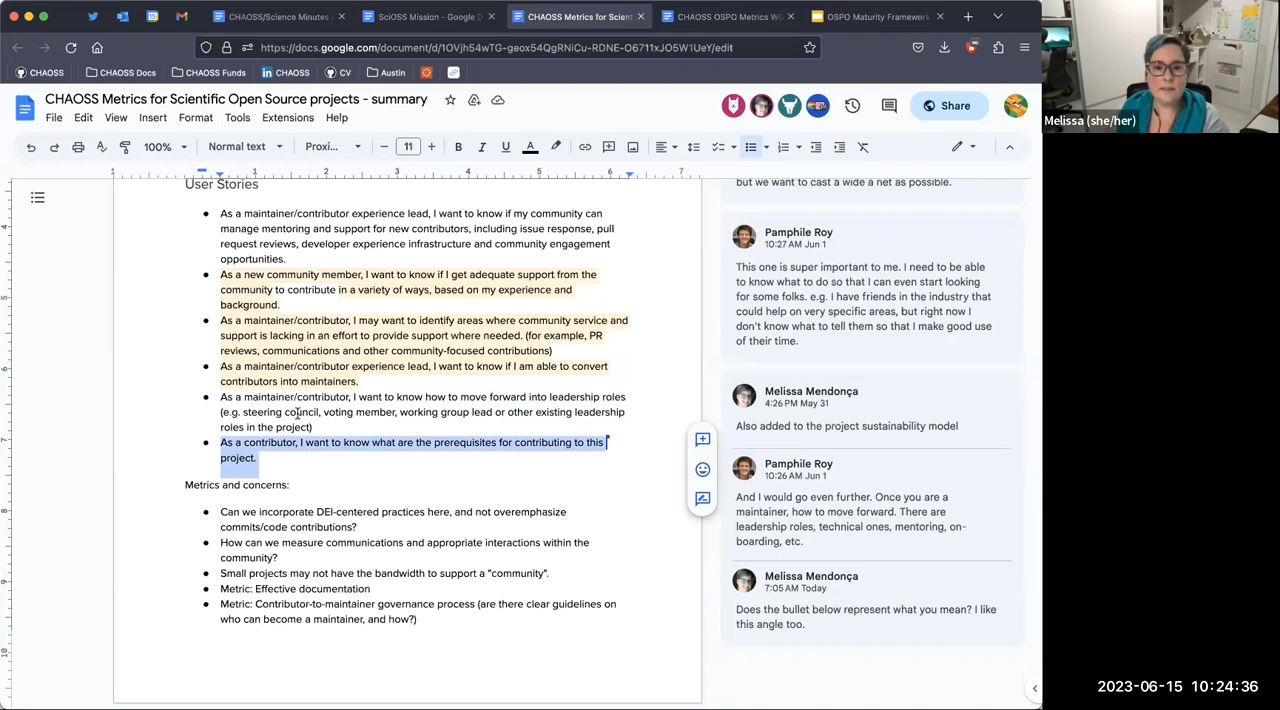 CHAOSS/Science Minutes
SciOSS Mission - Google D
CHAOSS Metrics for Scient
CHAOSS OSPO Metrics WG
OSPO Maturity Framework
https://docs.google.com/document/d/1OVjh54wTG-geox54QgRNiCu-RDNE-O6711xJO5W1UeY/edit
CHAOSS
CHAOSS Docs
CHAOSS Funds
CHAOSS
CV
Austin
CHAOSS Metrics for Scientific Open Source projects - summary
File Edit View Insert Format Tools Extensions Help
Share
100% Normal text Proxi... 11
1 1 2 3 4 5 6 7
User Stories
As a maintainer/contributor experience lead, I want to know if my community can
manage mentoring and support for new contributors, including issue response, pull
request reviews, developer experience infrastructure and community engagement
opportunities.
As a new community member, I want to know if I get adequate support from the
community to contribute in a variety of ways, based on my experience and
background.
As a maintainer/contributor, I may want to identify areas where community service and
support is lacking in an effort to provide support where needed. (for example, PR
reviews, communications and other community-focused contributions)
As a maintainer/contributor experience lead, I want to know if I am able to convert
contributors into maintainers.
As a maintainer/contributor, I want to know how to move forward into leadership roles
(e.g. steering council, voting member, working group lead or other existing leadership
roles in the project)
As a contributor, I want to know what are the prerequisites for contributing to this
project.
Metrics and concerns:
Can we incorporate DEI-centered practices here, and not overemphasize
commits/code contributions?
How can we measure communications and appropriate interactions within the
community?
Small projects may not have the bandwidth to support a "community".
Metric: Effective documentation
Metric: Contributor-to-maintainer governance process (are there clear guidelines on
who can become a maintainer, and how?)
but we want to cast a wide a net as possible.
Pamphile Roy
10:27 AM Jun 1
This one is super important to me. I need to be able
to know what to do so that I can even start looking
for some folks. e.g. I have friends in the industry that
could help on very specific areas, but right now I
don't know what to tell them so that I make good use
of their time.
Melissa Mendonça
4:26 PM May 31
Also added to the project sustainability model
Pamphile Roy
10:26 AM Jun 1
And I would go even further. Once you are a
maintainer, how to move forward. There are
leadership roles, technical ones, mentoring, on-
boarding, etc.
Melissa Mendonça
7:05 AM Today
Does the bullet below represent what you mean? I like
this angle too.
Melissa (she/her)
2023-06-15 10:24:36